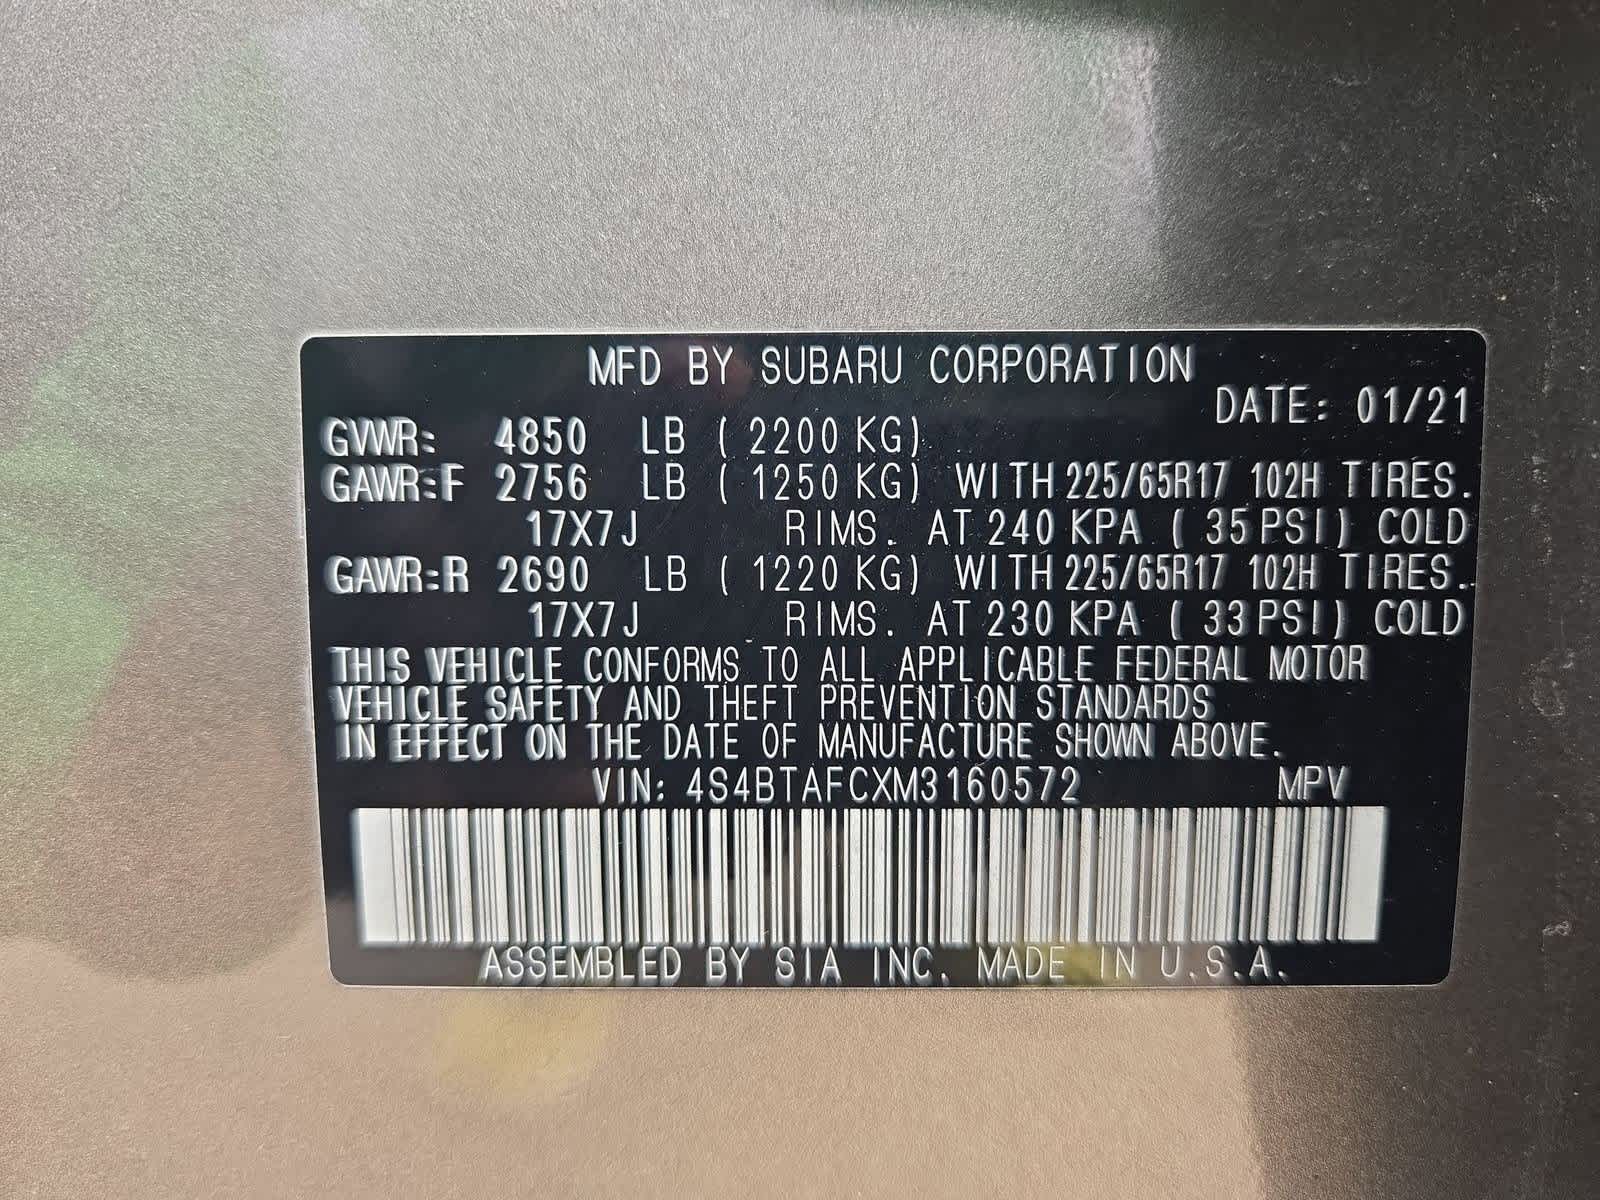 MFD BY SUBARU CORPORATION
DATE: 01/21
GVWR: 4850 LB ( 2200 KG)
GAWR:F 2756 LB ( 1250 KG) WITH 225/65R17 102H TIRES.
17X7J RIMS. AT 240 KPA ( 35 PSI) COLD
GAWR:R 2690 LB ( 1220 KG) WITH 225/65R17 102H TIRES.
17X7J RIMS. AT 230 KPA ( 33 PSI) COLD
THIS VEHICLE CONFORMS TO ALL APPLICABLE FEDERAL MOTOR
VEHICLE SAFETY AND THEFT PREVENTION STANDARDS
IN EFFECT ON THE DATE OF MANUFACTURE SHOWN ABOVE.
VIN: 4S4BTAFCXM3160572 MPV
ASSEMBLED BY SIA INC. MADE IN U.S.A.